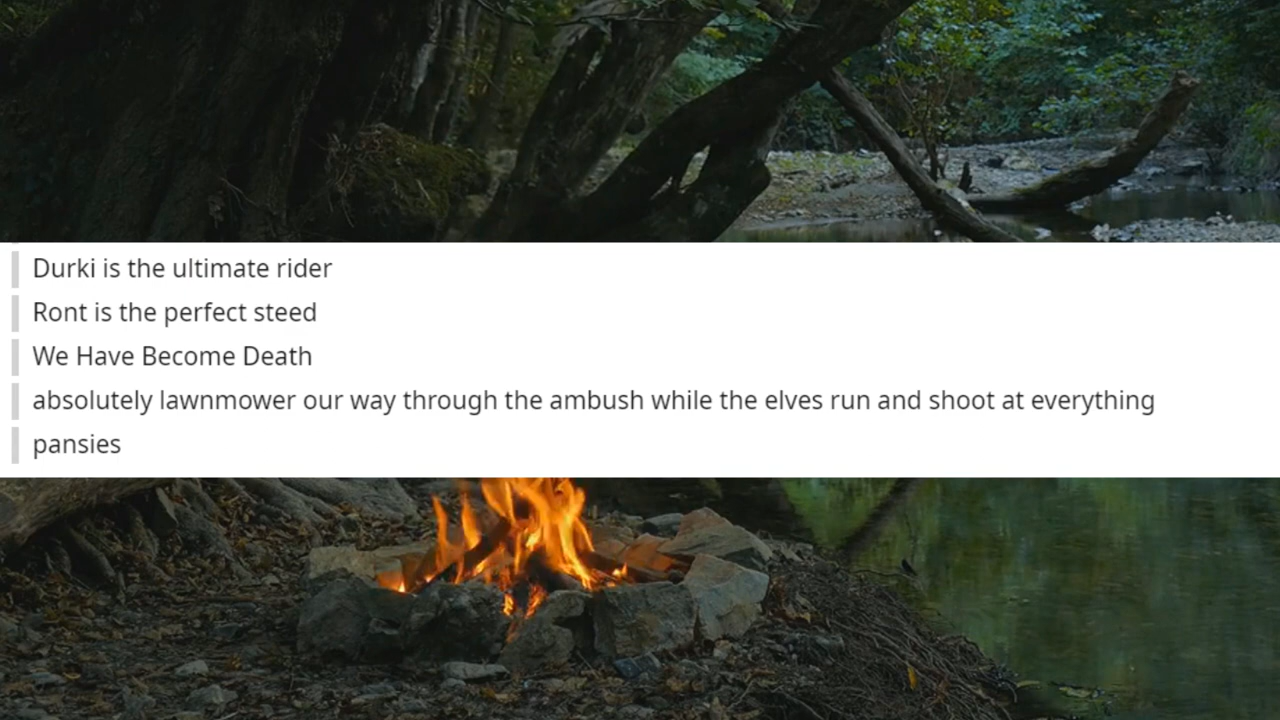 Durki is the ultimate rider
Ront is the perfect steed
We Have Become Death
absolutely lawnmower our way through the ambush while the elves run and shoot at everything
pansies